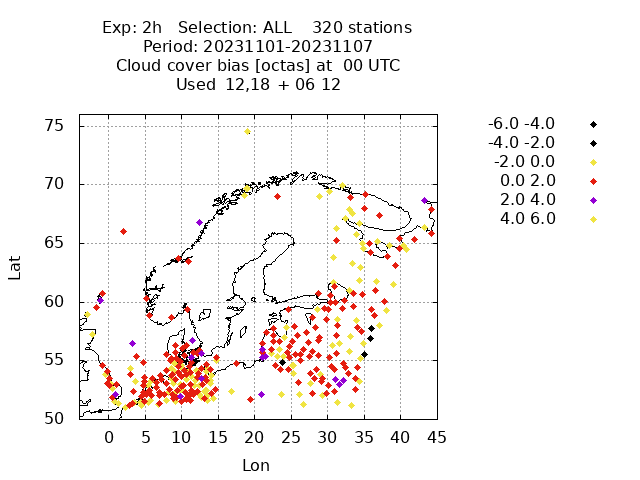 Exp: 2h Selection: ALL 320 stations
Period: 20231101-20231107
Cloud cover bias [octas] at 00 UTC
Used 12,18 + 06 12
75
70
65
60
55
50
Lat
0 5 10 15 20 25 30 35 40 45
Lon
-6.0 -4.0
-4.0 -2.0
-2.0 0.0
0.0 2.0
2.0 4.0
4.0 6.0